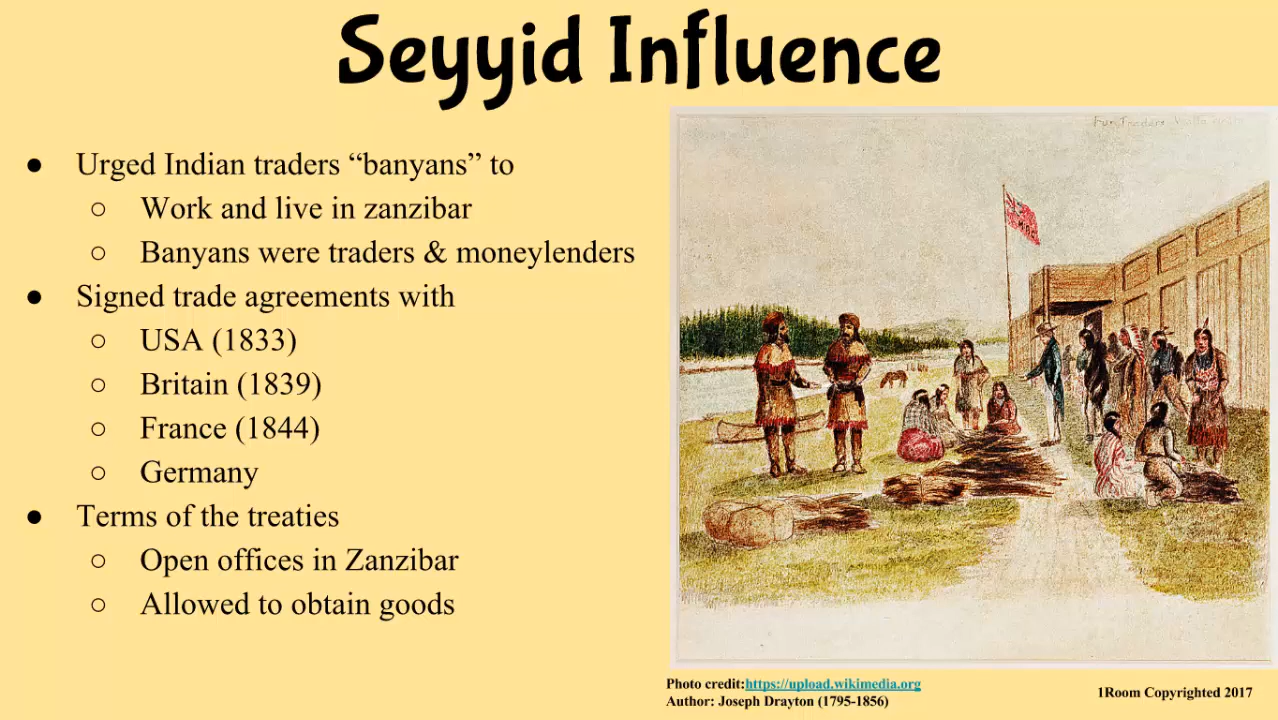 Seyyid Influence
● Urged Indian traders “banyans” to
○ Work and live in zanzibar
○ Banyans were traders & moneylenders
● Signed trade agreements with
○ USA (1833)
○ Britain (1839)
○ France (1844)
○ Germany
● Terms of the treaties
○ Open offices in Zanzibar
○ Allowed to obtain goods
Fur Traders
Photo credit:https://upload.wikimedia.org
Author: Joseph Drayton (1795-1856)
1Room Copyrighted 2017